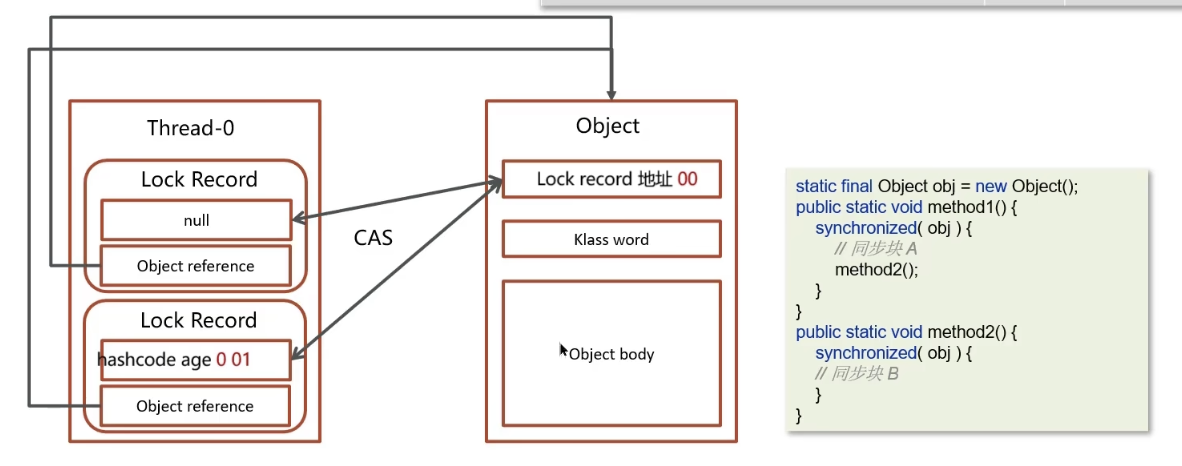 Thread-0
Lock Record
null
Object reference
Lock Record
hashcode age 0 01
Object reference
CAS
Object
Lock record 地址 00
Klass word
Object body
static final Object obj = new Object();
public static void method1() {
synchronized( obj ) {
// 同步块 A
method2();
}
}
public static void method2() {
synchronized( obj ) {
// 同步块 B
}
}